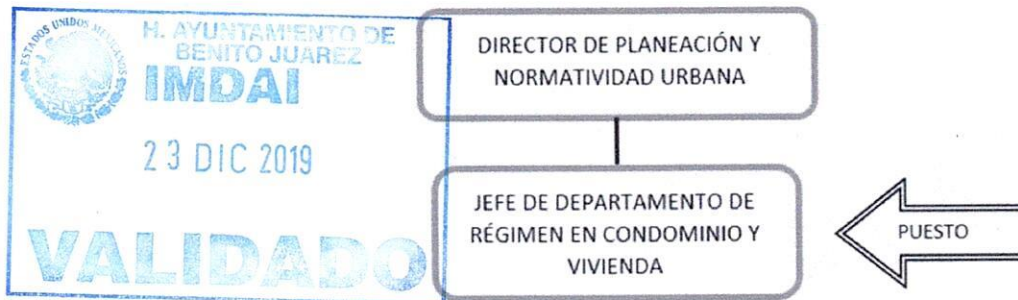 ESTADOS UNIDOS MEXICANOS
H. AYUNTAMIENTO DE
BENITO JUAREZ
IMDAI
23 DIC 2019
VALIDADO
DIRECTOR DE PLANEACIÓN Y
NORMATIVIDAD URBANA
JEFE DE DEPARTAMENTO DE
RÉGIMEN EN CONDOMINIO Y
VIVIENDA
PUESTO